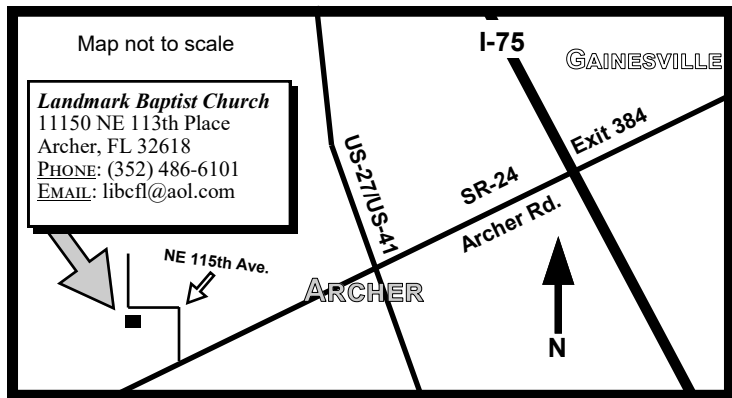 Map not to scale
I-75
GAINESVILLE
Landmark Baptist Church
11150 NE 113th Place
Archer, FL 32618
PHONE: (352) 486-6101
EMAIL: libcfl@aol.com
US-27/US-41
SR-24
Exit 384
Archer Rd.
NE 115th Ave.
ARCHER
N